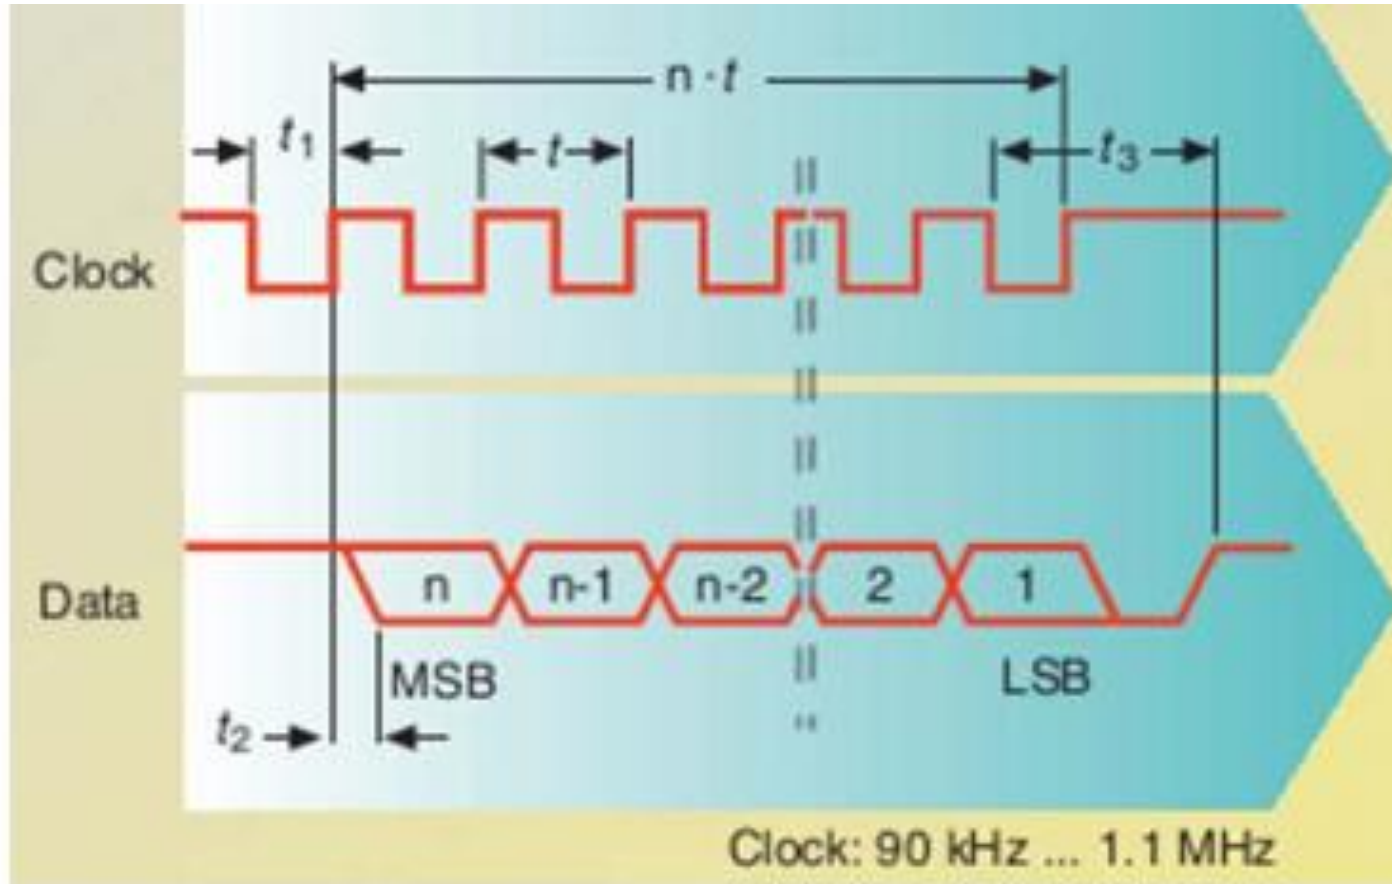 n · t
t1
t
t3
Clock
Data
n
n-1
n-2
2
1
MSB
LSB
t2
Clock: 90 kHz ... 1.1 MHz